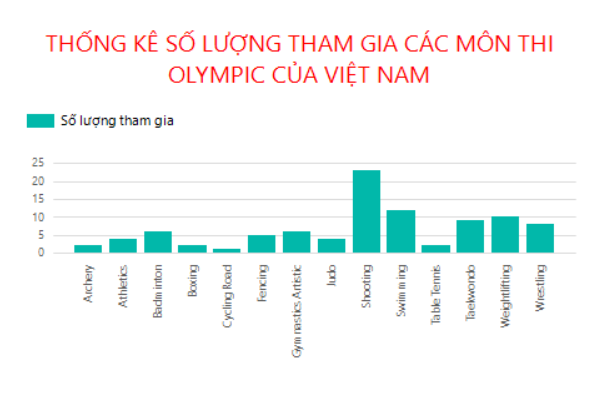 THỐNG KÊ SỐ LƯỢNG THAM GIA CÁC MÔN THI
OLYMPIC CỦA VIỆT NAM
Số lượng tham gia
25
20
15
10
5
0
Archery
Athletics
Badminton
Boxing
Cycling Road
Fencing
Gymnastics Artistic
Judo
Shooting
Swimming
Table Tennis
Taekwondo
Weightlifting
Wrestling